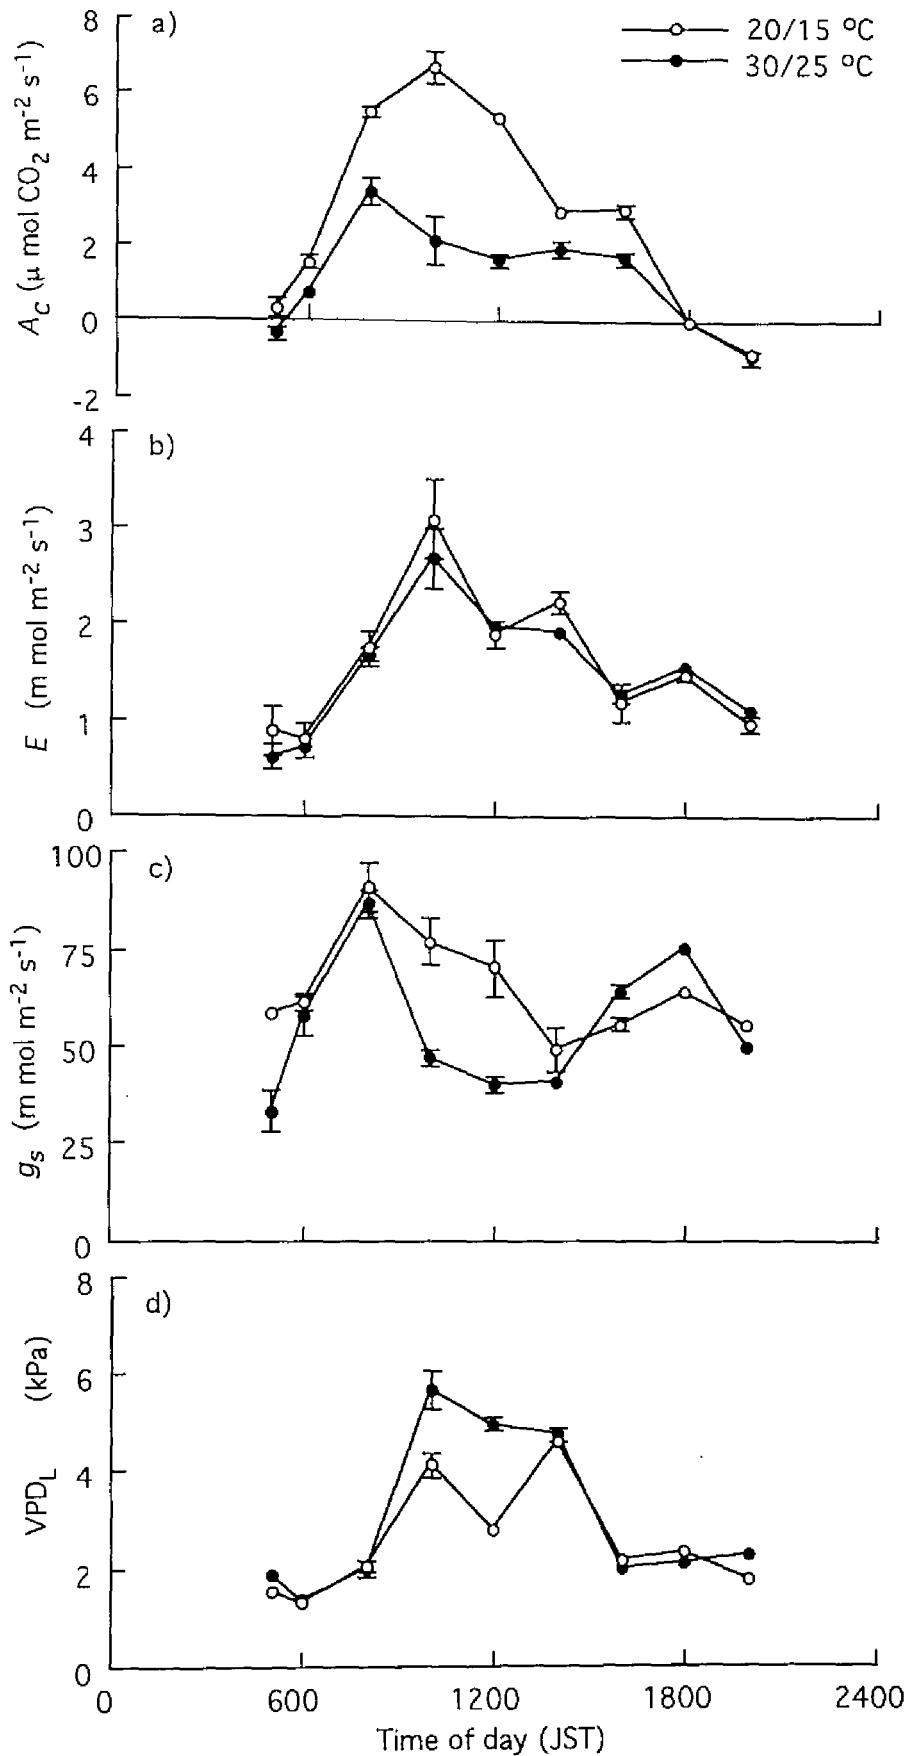 a)
20/15 ºC
30/25 ºC
8
6
4
2
0
-2
A_C (μ mol CO₂ m⁻² s⁻¹)
b)
4
3
2
1
0
E (m mol m⁻² s⁻¹)
c)
100
75
50
25
0
g_s (m mol m⁻² s⁻¹)
d)
8
6
4
2
0
VPD_L (kPa)
0 600 1200 1800 2400
Time of day (JST)